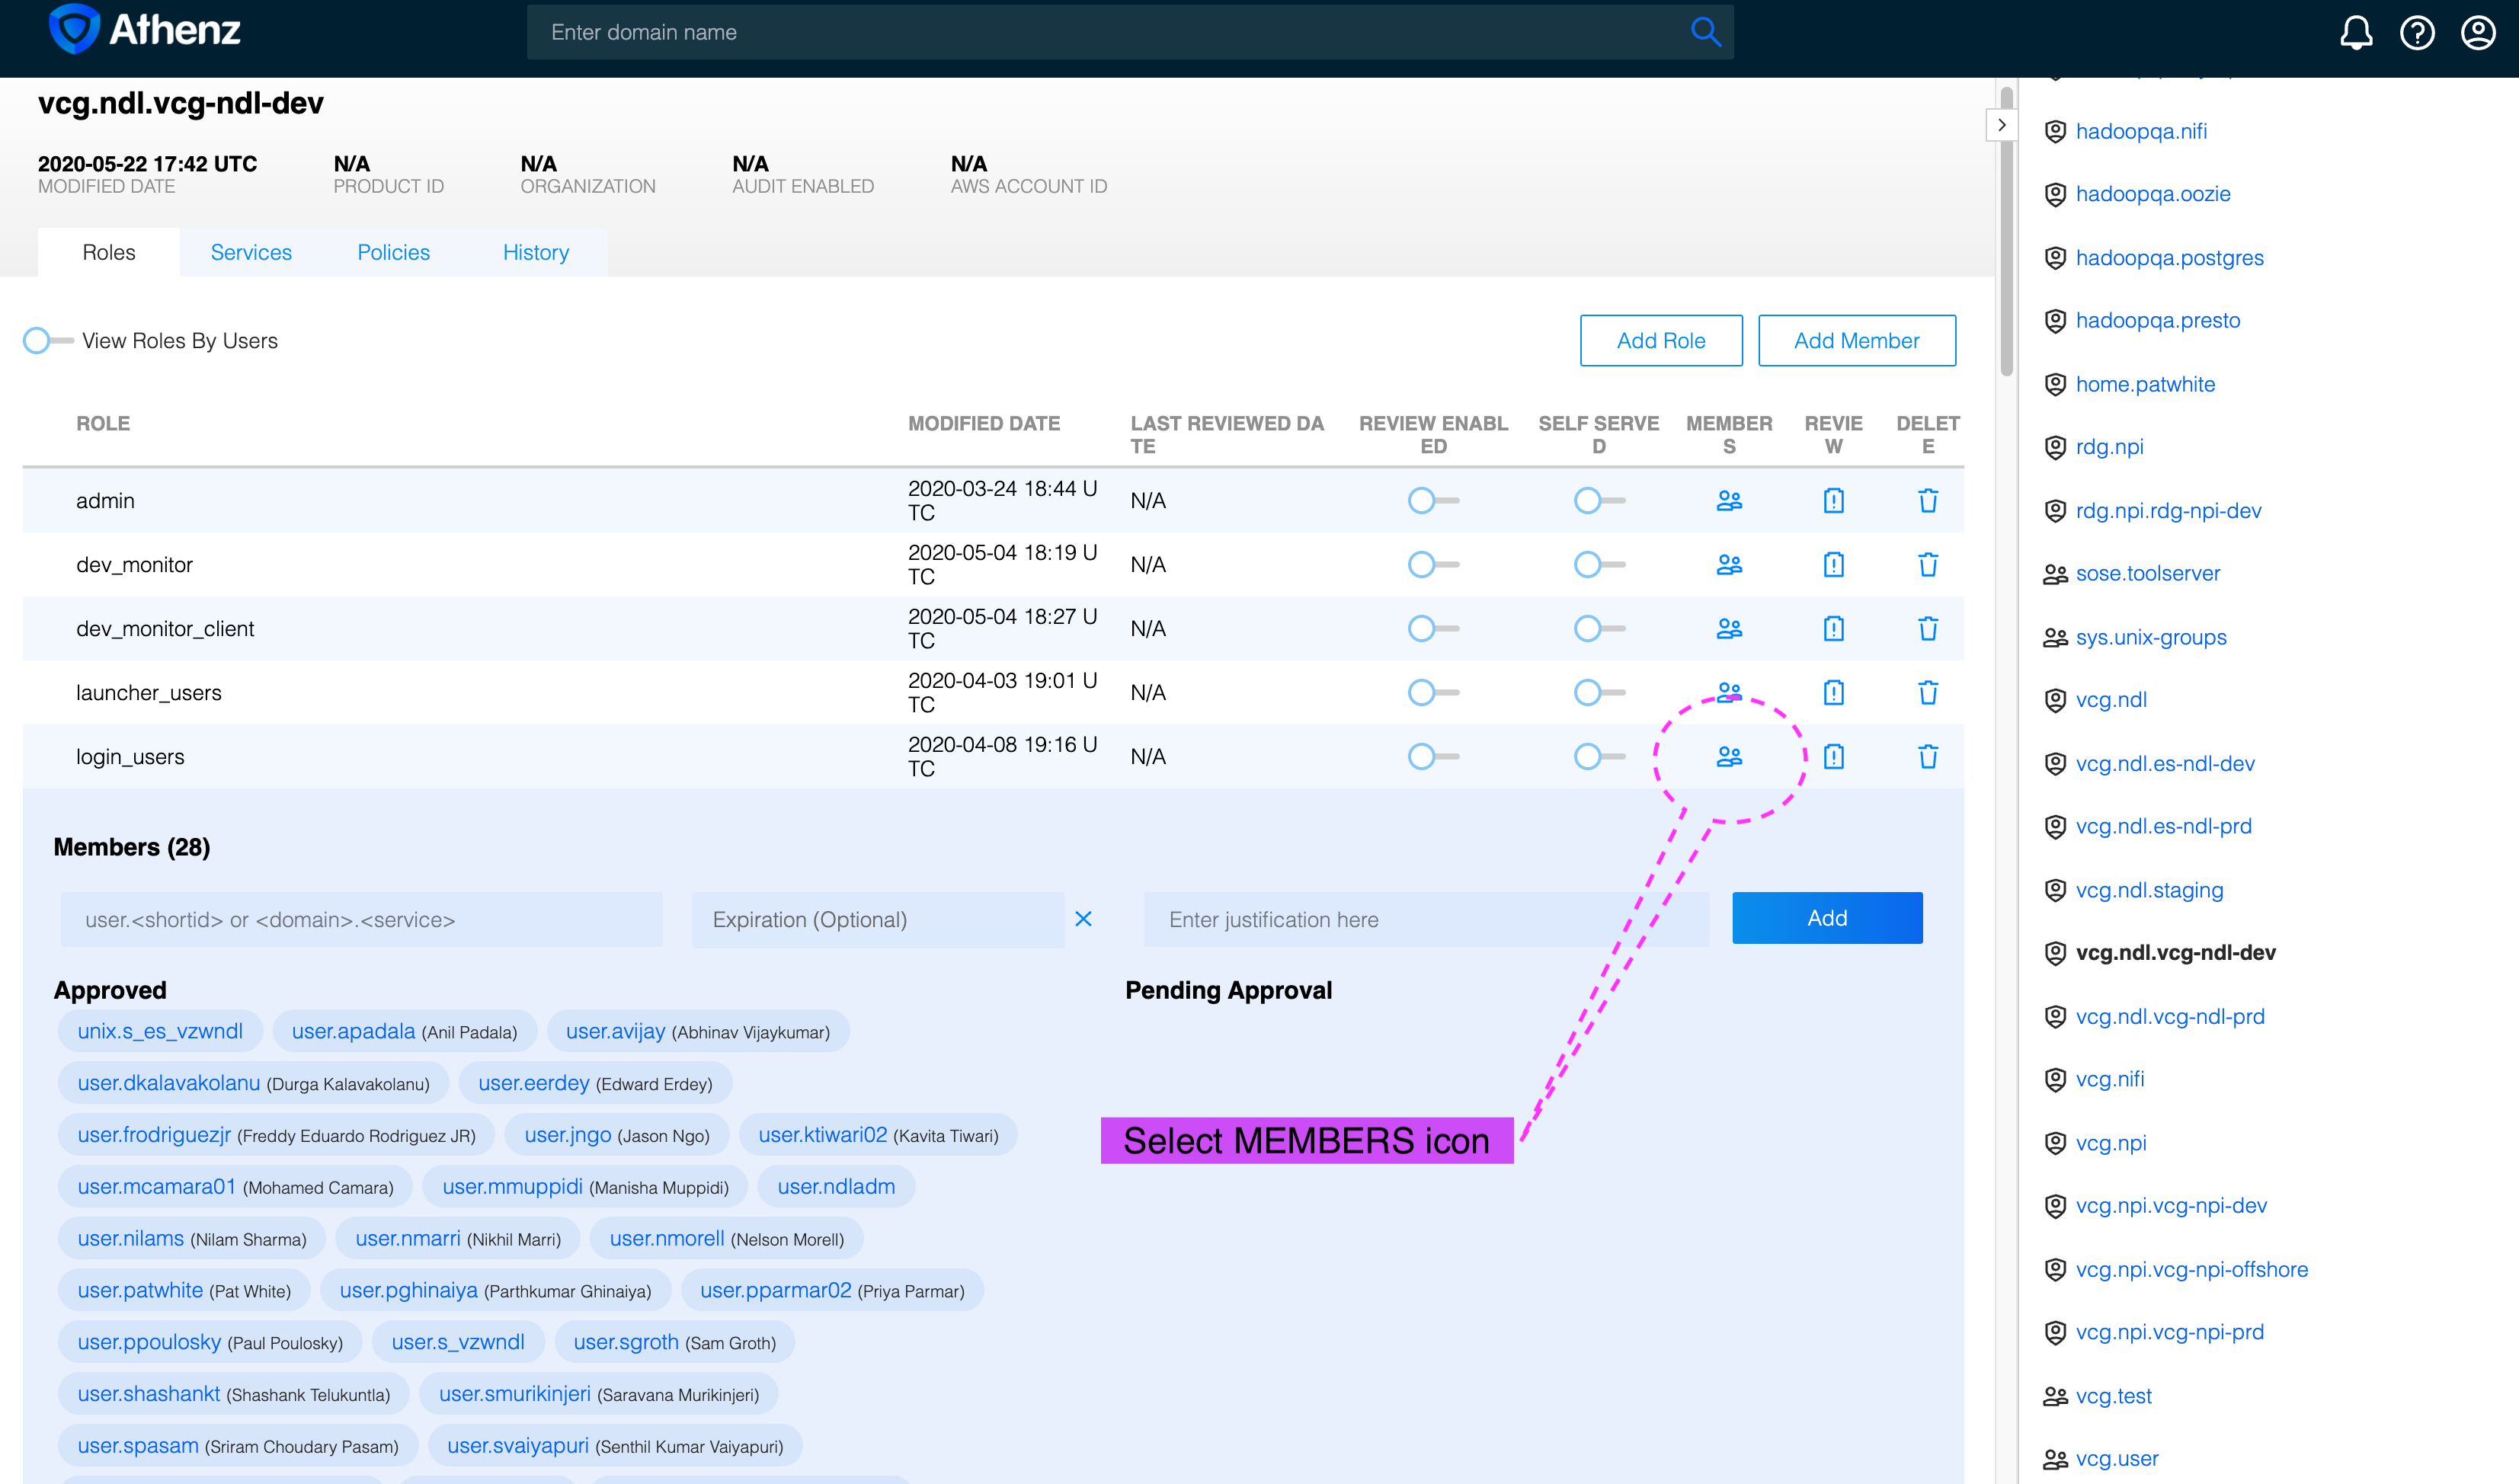 Athenz
Enter domain name
vcg.ndl.vcg-ndl-dev
2020-05-22 17:42 UTC N/A N/A N/A N/A
MODIFIED DATE PRODUCT ID ORGANIZATION AUDIT ENABLED AWS ACCOUNT ID
Roles Services Policies History
View Roles By Users
Add Role Add Member
ROLE MODIFIED DATE LAST REVIEWED DA REVIEW ENABL SELF SERVE MEMBER REVIE DELET
TE ED D S W E
admin 2020-03-24 18:44 U N/A
TC
dev_monitor 2020-05-04 18:19 U N/A
TC
dev_monitor_client 2020-05-04 18:27 U N/A
TC
launcher_users 2020-04-03 19:01 U N/A
TC
login_users 2020-04-08 19:16 U N/A
TC
Members (28)
user.<shortid> or <domain>.<service> Expiration (Optional) Enter justification here Add
Approved
unix.s_es_vzwndl user.apadala (Anil Padala) user.avijay (Abhinav Vijaykumar)
user.dkalavakolanu (Durga Kalavakolanu) user.eerdey (Edward Erdey)
user.frodriguezjr (Freddy Eduardo Rodriguez JR) user.jngo (Jason Ngo) user.ktiwari02 (Kavita Tiwari)
user.mcamara01 (Mohamed Camara) user.mmuppidi (Manisha Muppidi) user.ndladm
user.nilams (Nilam Sharma) user.nmarri (Nikhil Marri) user.nmorell (Nelson Morell)
user.patwhite (Pat White) user.pghinaiya (Parthkumar Ghinaiya) user.pparmar02 (Priya Parmar)
user.ppoulosky (Paul Poulosky) user.s_vzwndl user.sgroth (Sam Groth)
user.shashankt (Shashank Telukuntla) user.smurikinjeri (Saravana Murikinjeri)
user.spasam (Sriram Choudary Pasam) user.svaiyapuri (Senthil Kumar Vaiyapuri)
Pending Approval
Select MEMBERS icon
hadoopqa.nifi
hadoopqa.oozie
hadoopqa.postgres
hadoopqa.presto
home.patwhite
rdg.npi
rdg.npi.rdg-npi-dev
sose.toolserver
sys.unix-groups
vcg.ndl
vcg.ndl.es-ndl-dev
vcg.ndl.es-ndl-prd
vcg.ndl.staging
vcg.ndl.vcg-ndl-dev
vcg.ndl.vcg-ndl-prd
vcg.nifi
vcg.npi
vcg.npi.vcg-npi-dev
vcg.npi.vcg-npi-offshore
vcg.npi.vcg-npi-prd
vcg.test
vcg.user